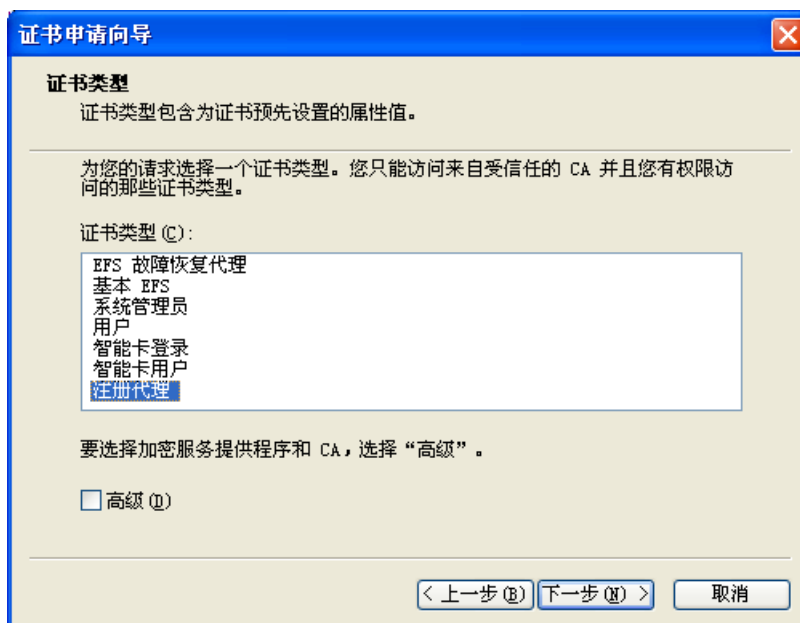 证书申请向导
证书类型
证书类型包含为证书预先设置的属性值。
为您的请求选择一个证书类型。您只能访问来自受信任的 CA 并且您有权限访
问的那些证书类型。
证书类型(C):
EFS 故障恢复代理
基本 EFS
系统管理员
用户
智能卡登录
智能卡用户
注册代理
要选择加密服务提供程序和 CA，选择“高级”。
高级(D)
< 上一步(B) 下一步(N) > 取消